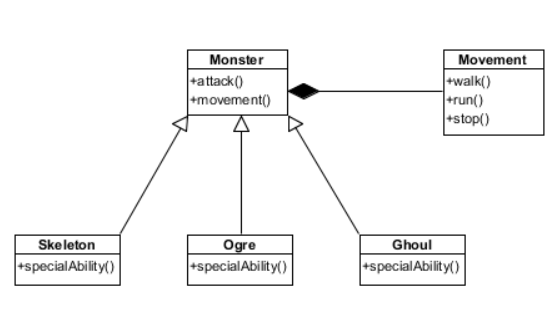 Monster
+attack()
+movement()
Movement
+walk()
+run()
+stop()
Skeleton
+specialAbility()
Ogre
+specialAbility()
Ghoul
+specialAbility()